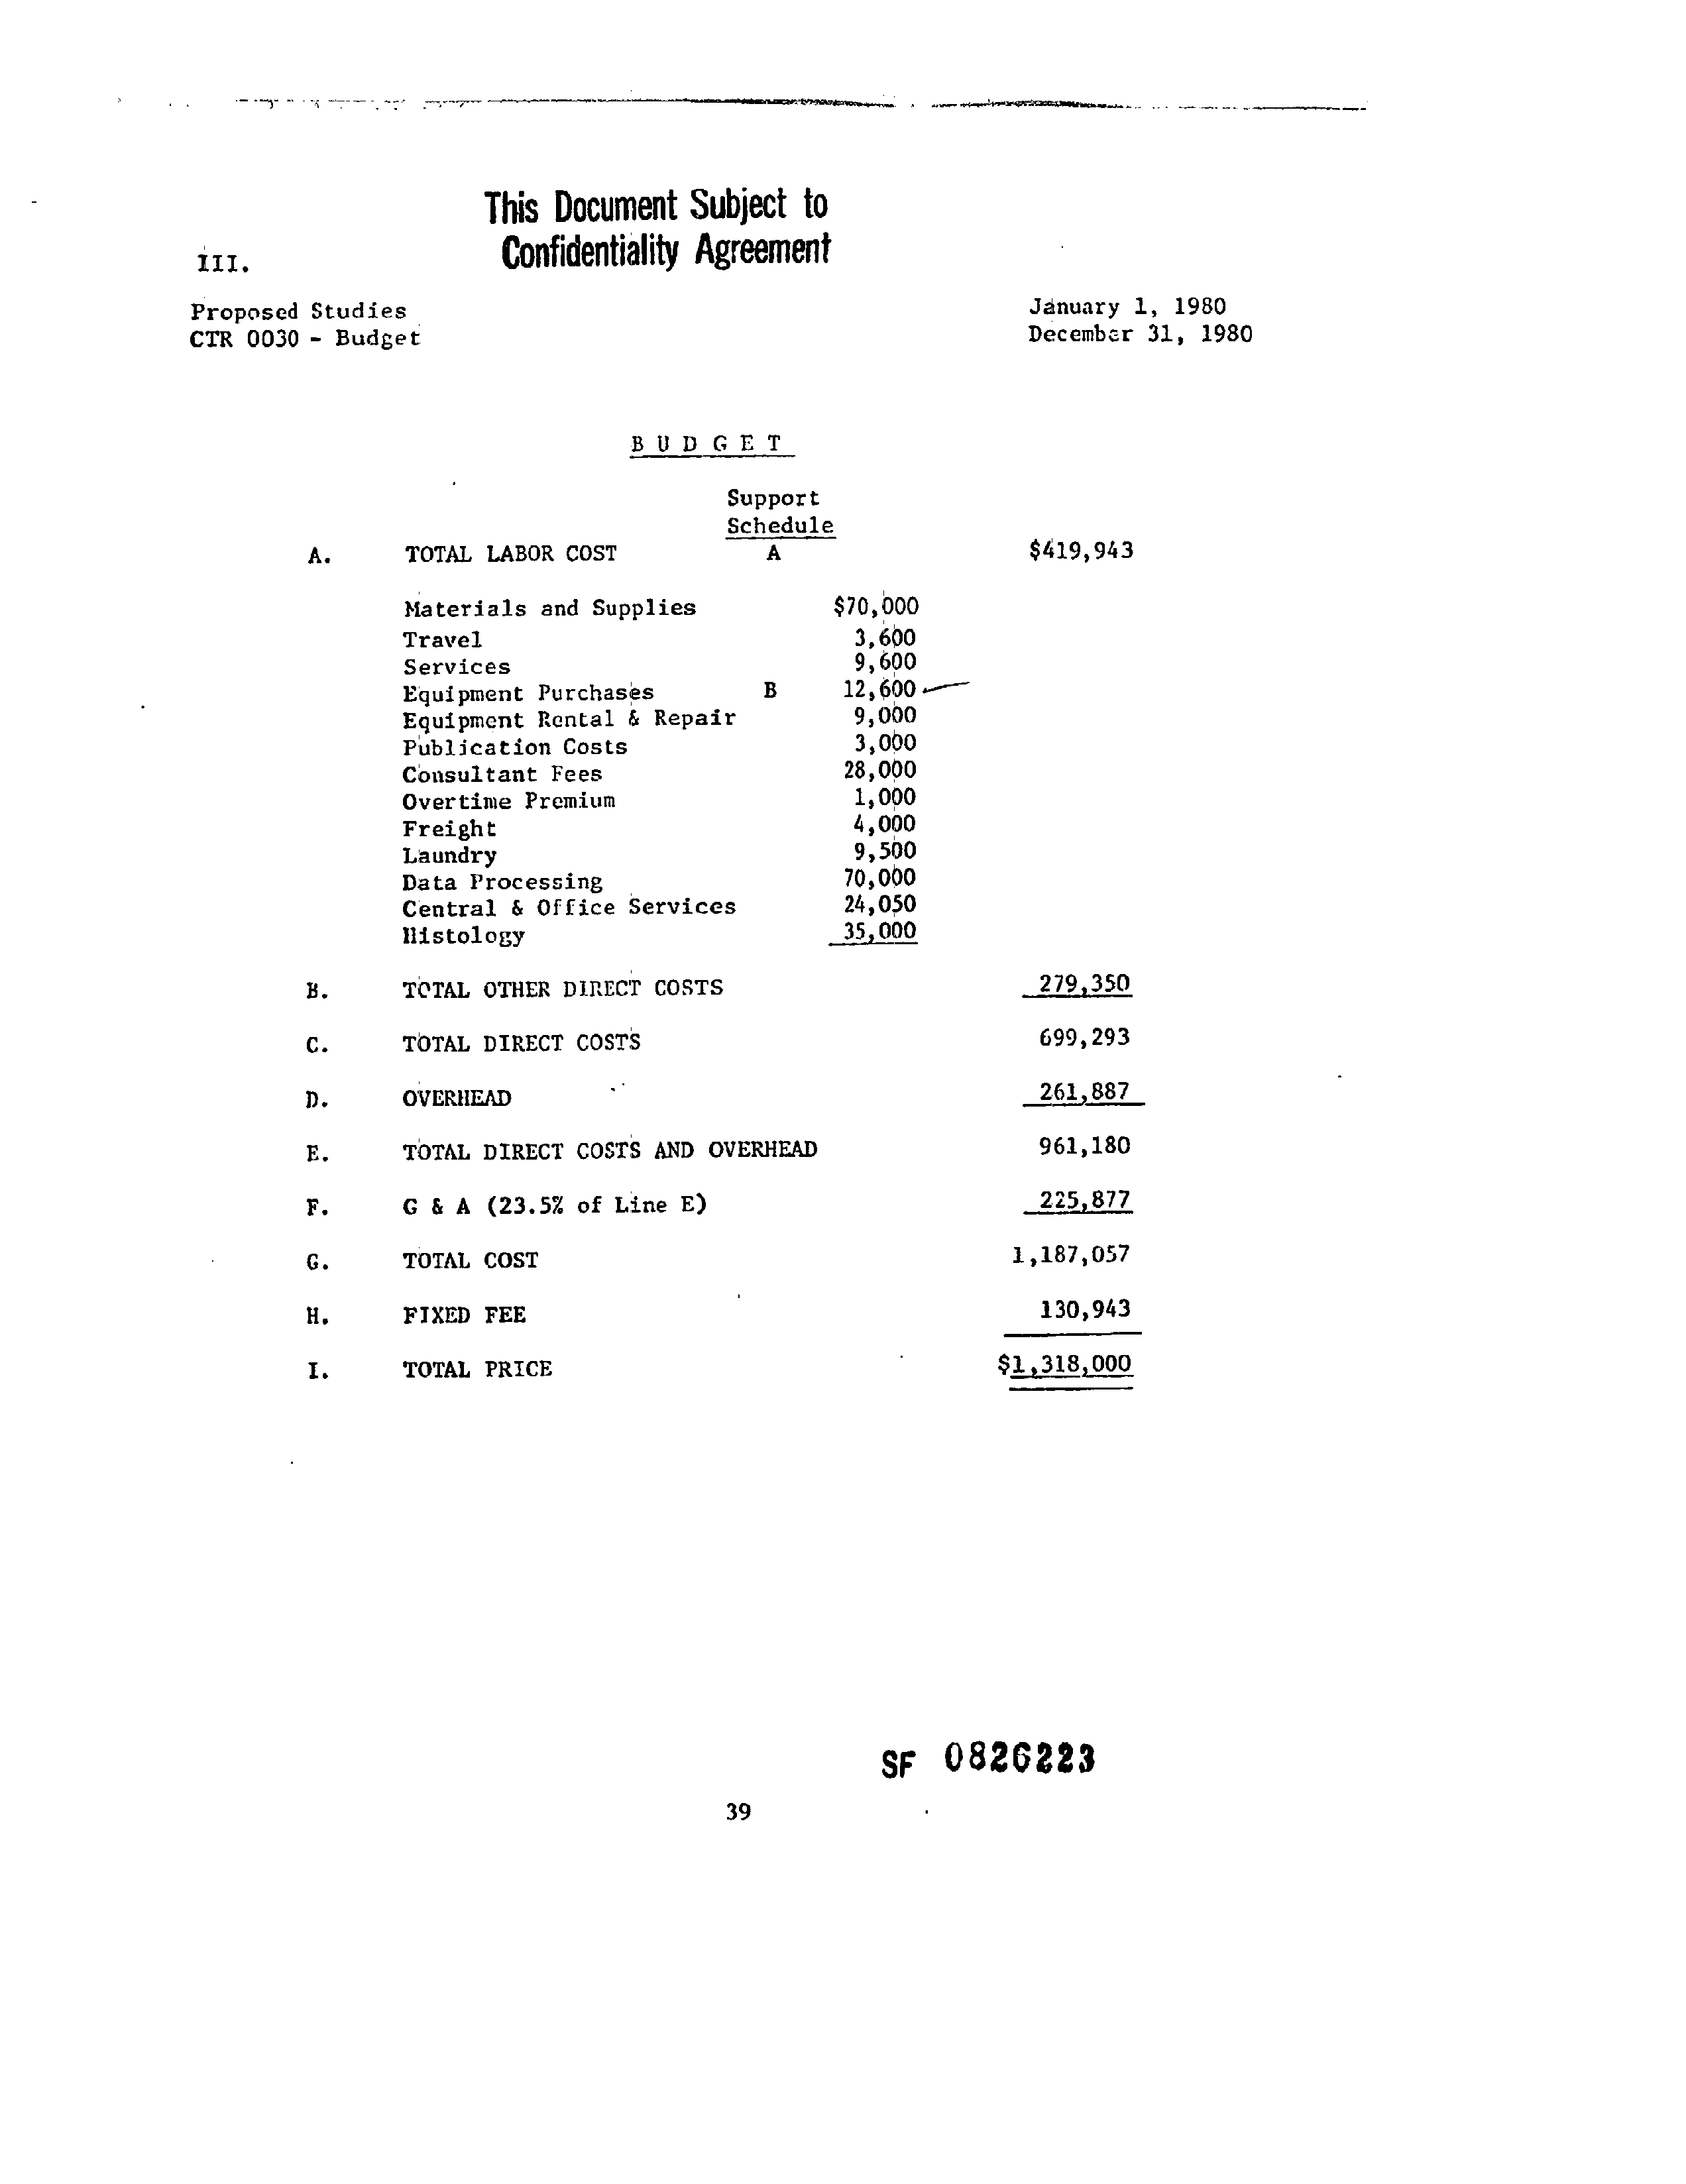 This Document Subject to
Confidentiality Agreement
III.
Proposed Studies January 1, 1980
CTR 0030 - Budget December 31, 1980
B U D G E T
Support
Schedule
A. TOTAL LABOR COST A $419,943
Materials and Supplies $70,000
Travel 3,600
Services 9,600
Equipment Purchases B 12,600
Equipment Rental & Repair 9,000
Publication Costs 3,000
Consultant Fees 28,000
Overtime Premium 1,000
Freight 4,000
Laundry 9,500
Data Processing 70,000
Central & Office Services 24,050
Histology 35,000
B. TOTAL OTHER DIRECT COSTS 279,350
C. TOTAL DIRECT COSTS 699,293
D. OVERHEAD 261,887
E. TOTAL DIRECT COSTS AND OVERHEAD 961,180
F. G & A (23.5% of Line E) 225,877
G. TOTAL COST 1,187,057
H. FIXED FEE 130,943
I. TOTAL PRICE $1,318,000
SF 0826223
39